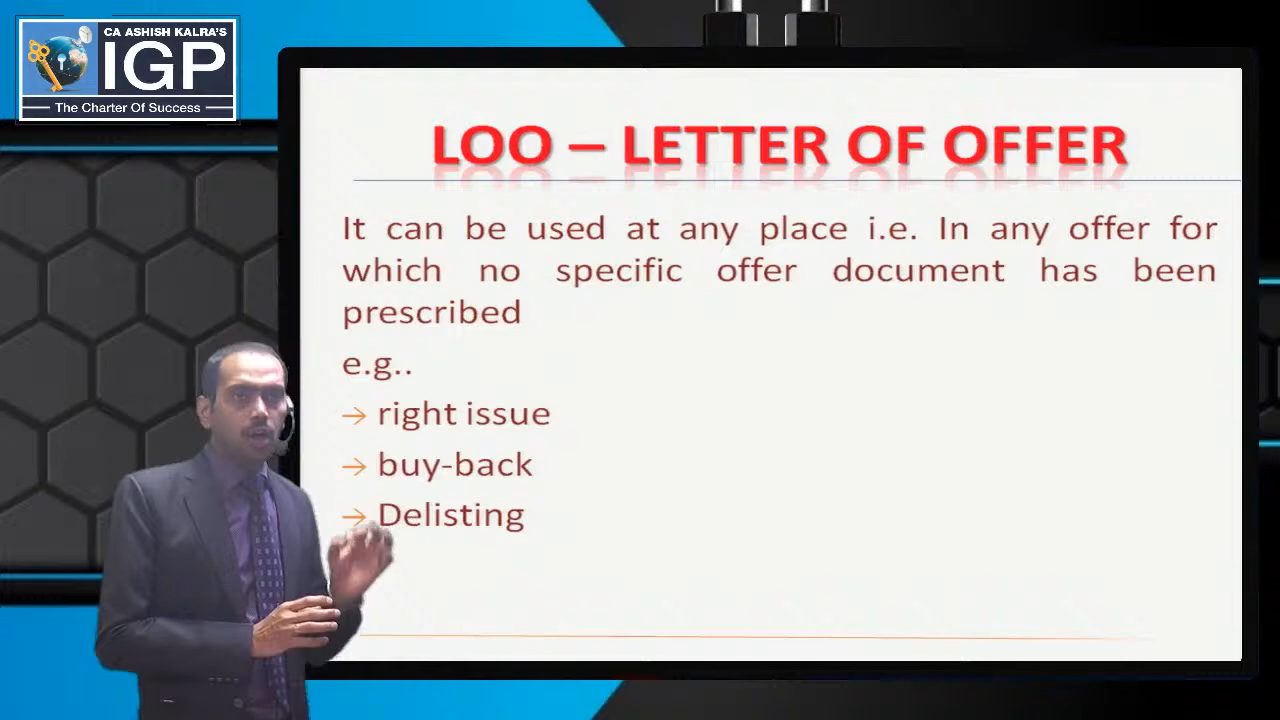 CA ASHISH KALRA'S
IGP
The Charter Of Success
LOO – LETTER OF OFFER
It can be used at any place i.e. In any offer for
which no specific offer document has been
prescribed
e.g..
→ right issue
→ buy-back
→ Delisting